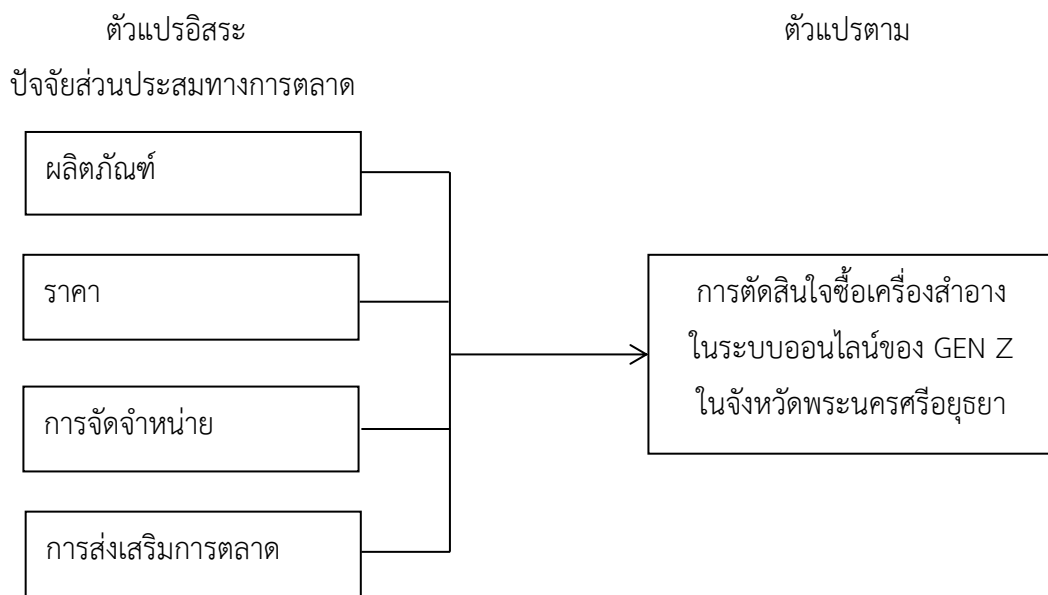 ตัวแปรอิสระ
ตัวแปรตาม
ปัจจัยส่วนประสมทางการตลาด
ผลิตภัณฑ์
ราคา
การจัดจำหน่าย
การส่งเสริมการตลาด
การตัดสินใจซื้อเครื่องสำอาง
ในระบบออนไลน์ของ GEN Z
ในจังหวัดพระนครศรีอยุธยา